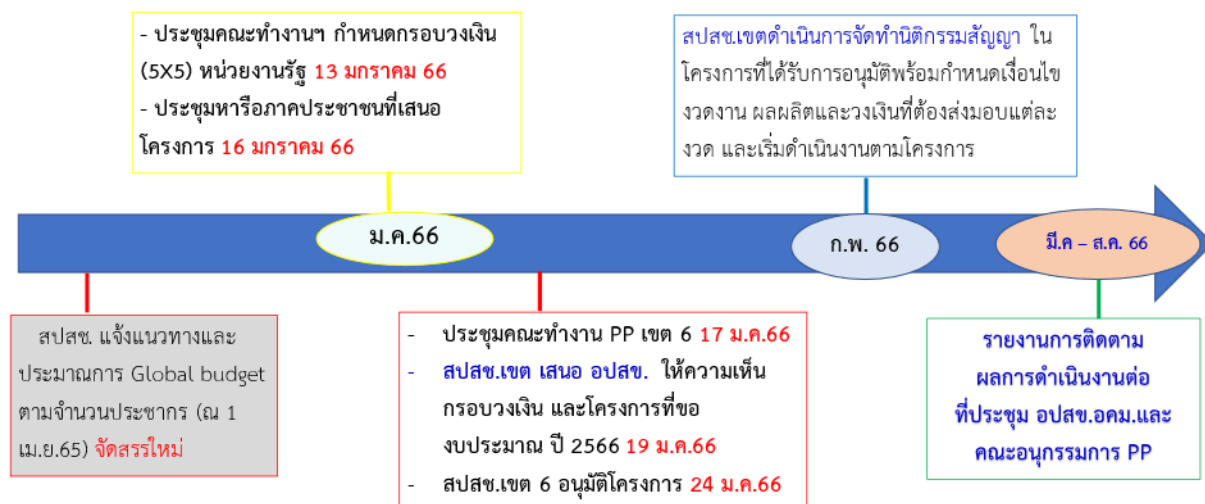 - ประชุมคณะทำงานฯ กำหนดกรอบวงเงิน
(5X5) หน่วยงานรัฐ 13 มกราคม 66
- ประชุมหารือภาคประชาชนที่เสนอ
โครงการ 16 มกราคม 66
สปสช.เขตดำเนินการจัดทำนิติกรรมสัญญา ใน
โครงการที่ได้รับการอนุมัติพร้อมกำหนดเงื่อนไข
งวดงาน ผลผลิตและวงเงินที่ต้องส่งมอบแต่ละ
งวด และเริ่มดำเนินงานตามโครงการ
ม.ค.66
ก.พ. 66
มี.ค – ส.ค. 66
สปสช. แจ้งแนวทางและ
ประมาณการ Global budget
ตามจำนวนประชากร (ณ 1
เม.ย.65) จัดสรรใหม่
- ประชุมคณะทำงาน PP เขต 6 17 ม.ค.66
- สปสช.เขต เสนอ อปสข. ให้ความเห็น
กรอบวงเงิน และโครงการที่ขอ
งบประมาณ ปี 2566 19 ม.ค.66
- สปสช.เขต 6 อนุมัติโครงการ 24 ม.ค.66
รายงานการติดตาม
ผลการดำเนินงานต่อ
ที่ประชุม อปสข.อคม.และ
คณะอนุกรรมการ PP